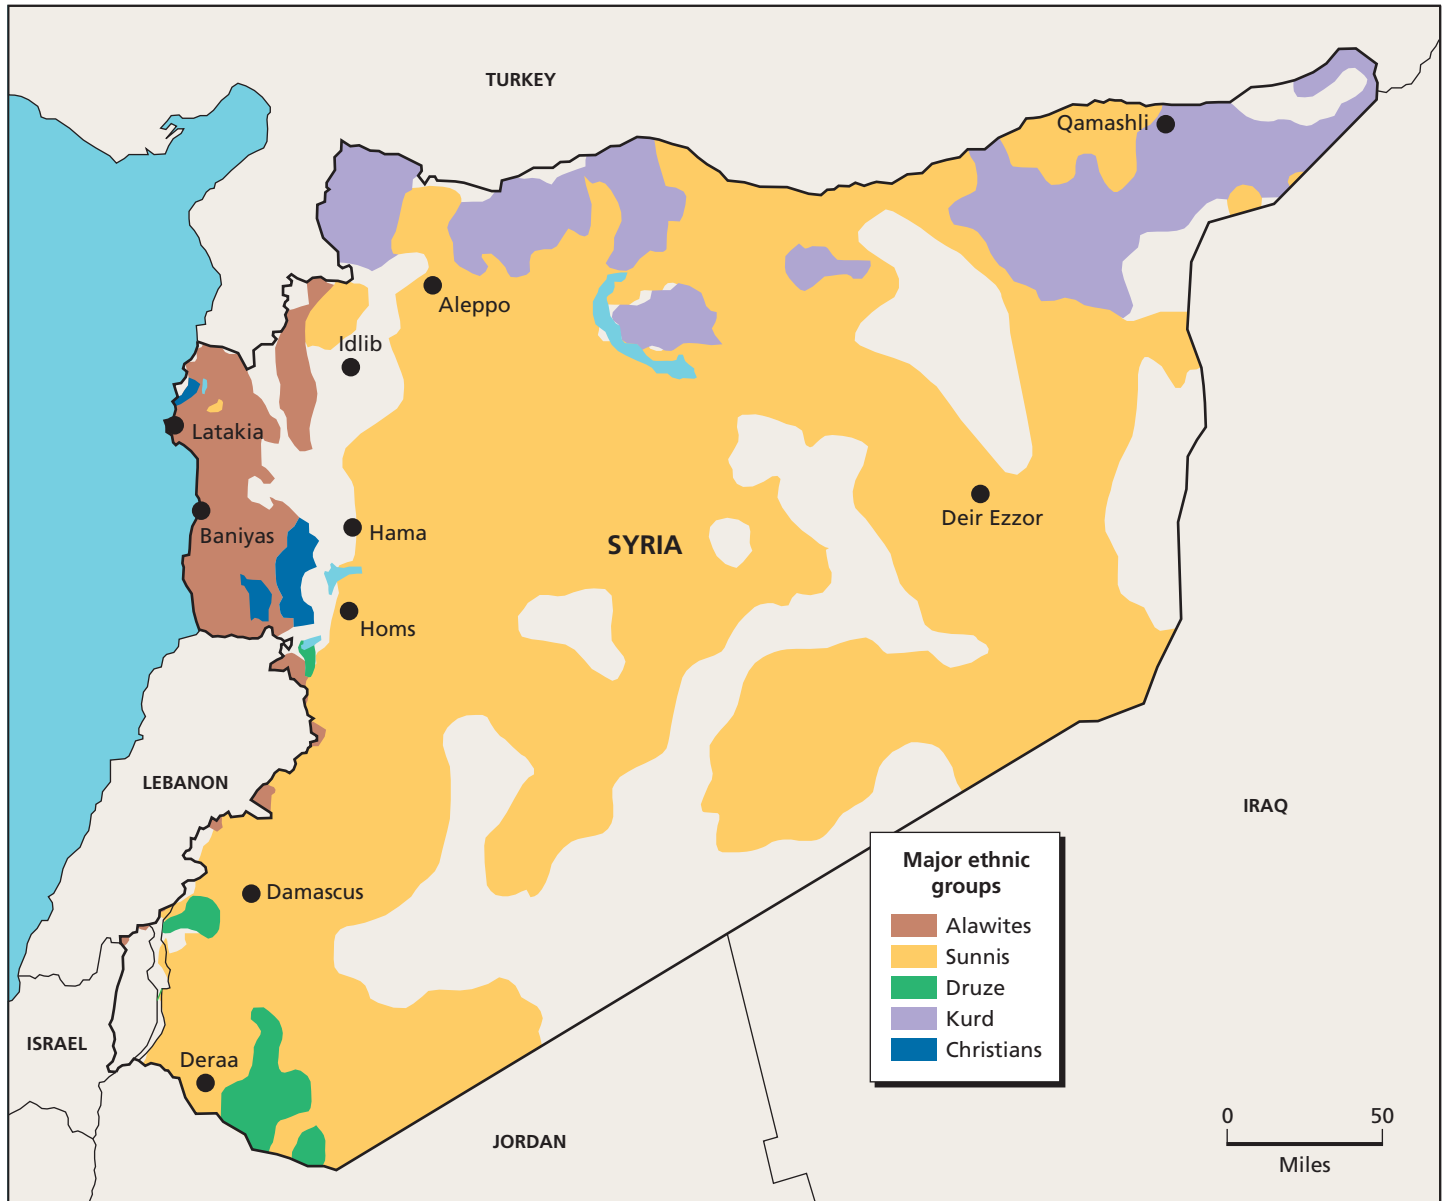 TURKEY
Qamashli
Aleppo
Idlib
Latakia
Baniyas
Hama
SYRIA
Deir Ezzor
Homs
LEBANON
IRAQ
Damascus
ISRAEL
Deraa
JORDAN
Major ethnic
groups
Alawites
Sunnis
Druze
Kurd
Christians
0 50
Miles